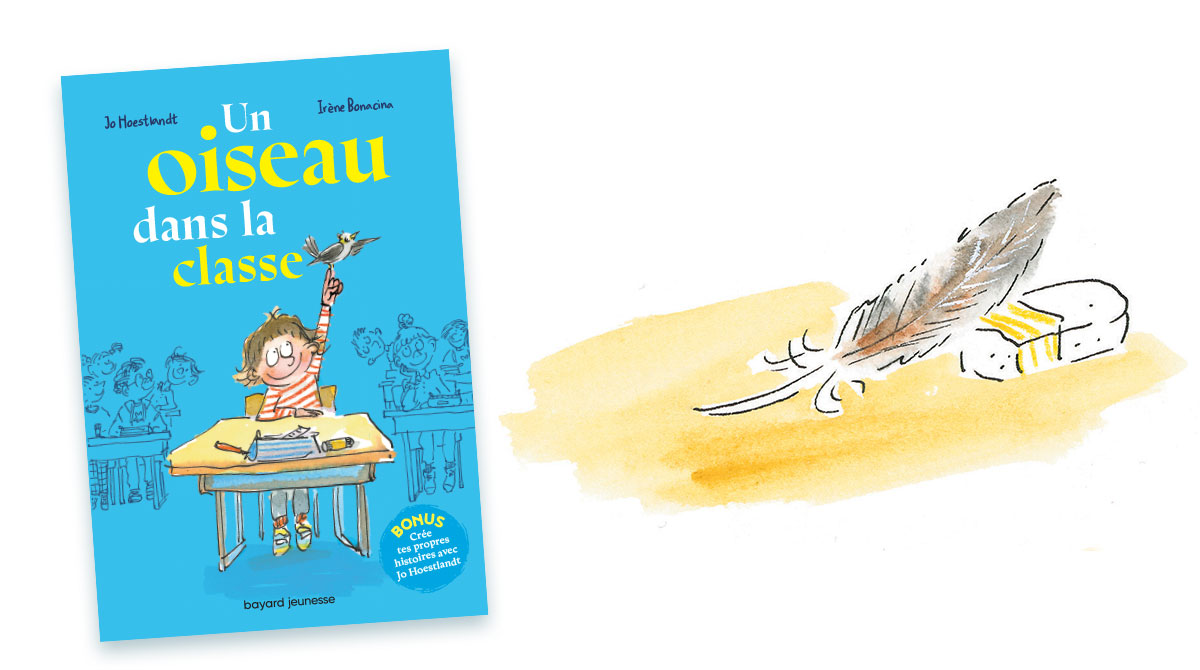 Jo Hoestlandt
Irène Bonacina
Un
oiseau
dans la
classe
BONUS
Crée
tes propres
histoires avec
Jo Hoestlandt
bayard jeunesse